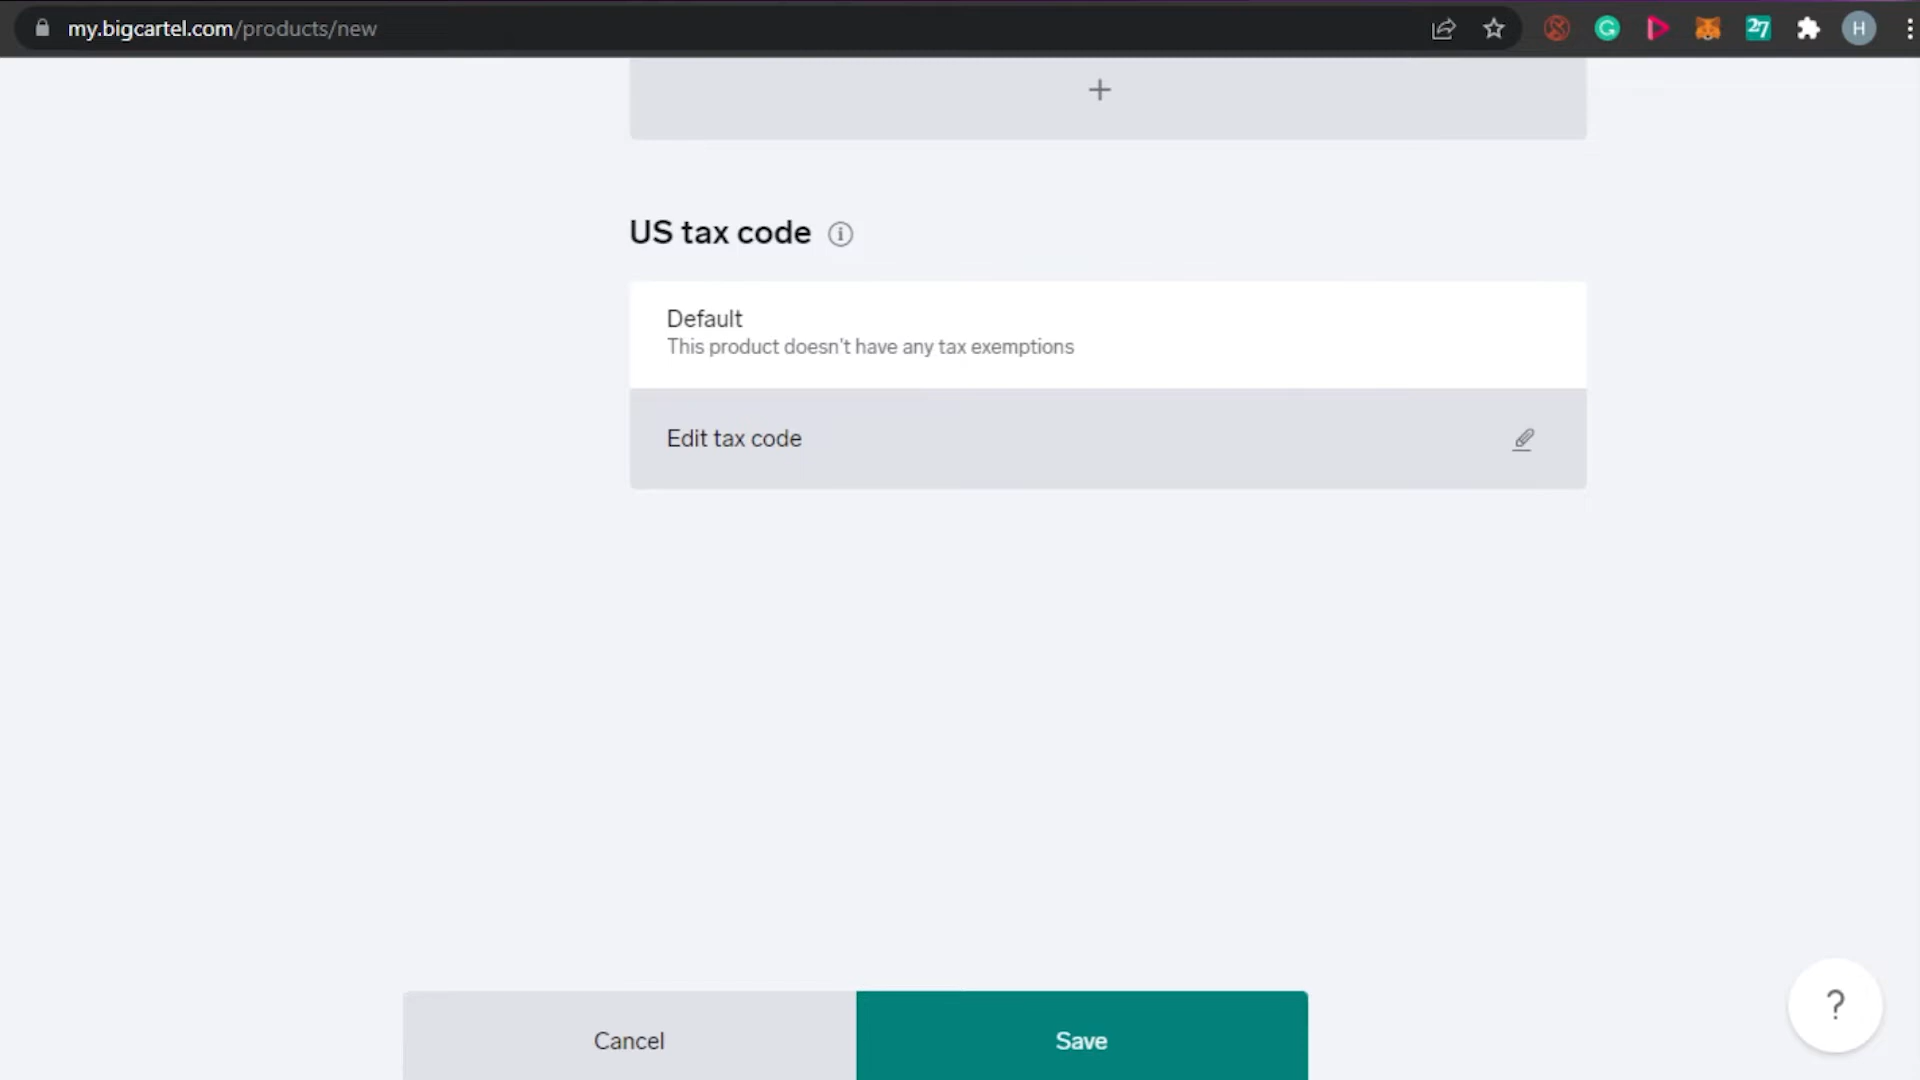 my.bigcartel.com/products/new
27
H
US tax code
Default
This product doesn't have any tax exemptions
Edit tax code
Cancel
Save
?